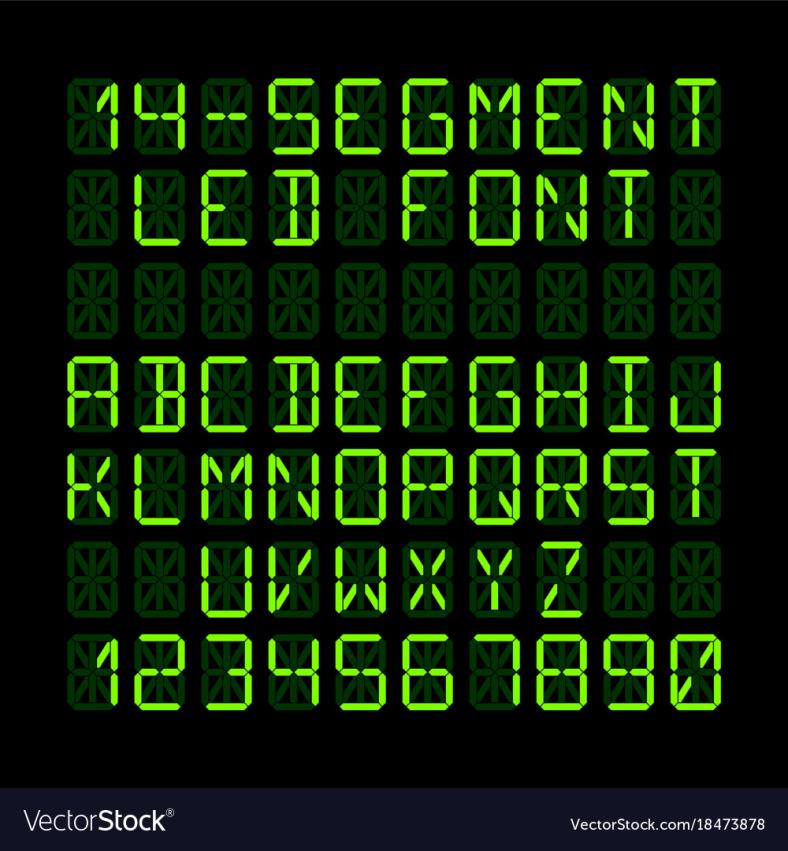 14-SEGMENT
LED FONT
ABCDEFGHIJ
KLMNOPQRST
UVWXYZ
1234567890
VectorStock®
VectorStock.com/18473878